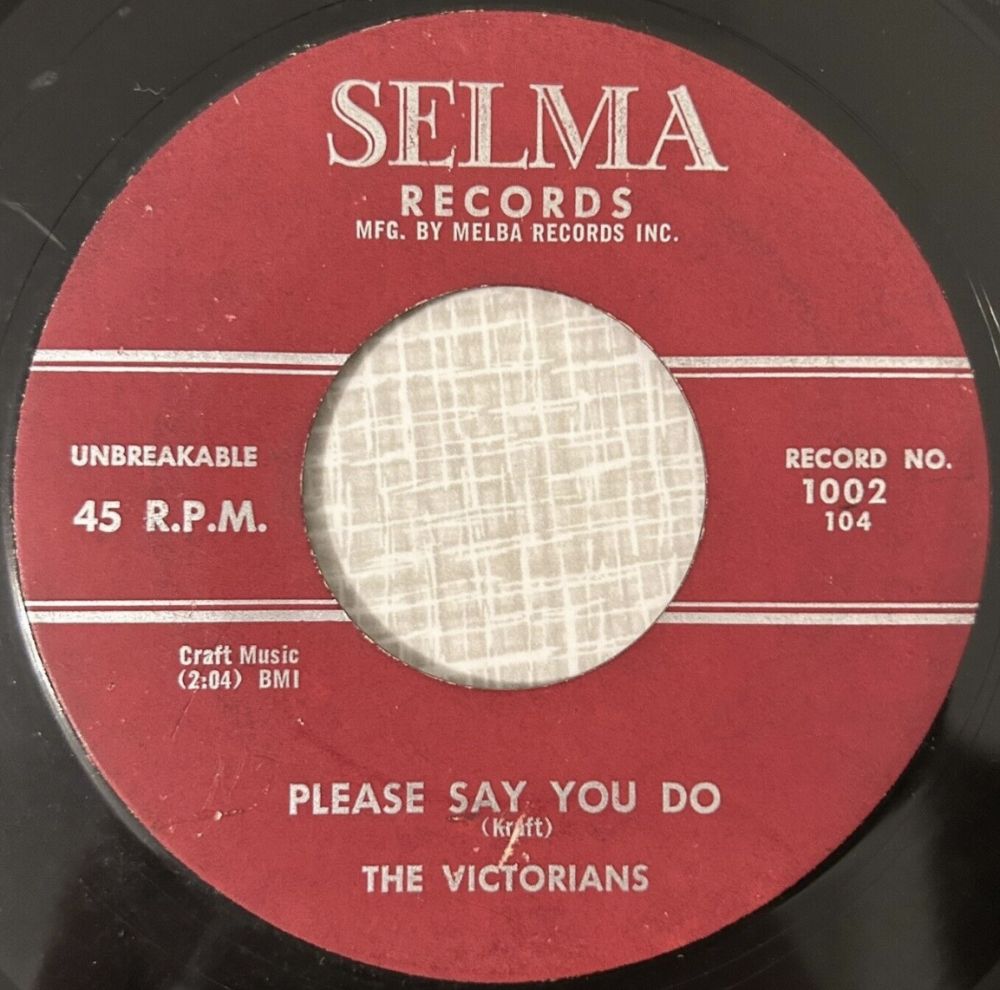 SELMA
RECORDS
MFG. BY MELBA RECORDS INC.
UNBREAKABLE
45 R.P.M.
RECORD NO.
1002
104
Craft Music
(2:04) BMI
PLEASE SAY YOU DO
(Kraft)
THE VICTORIANS